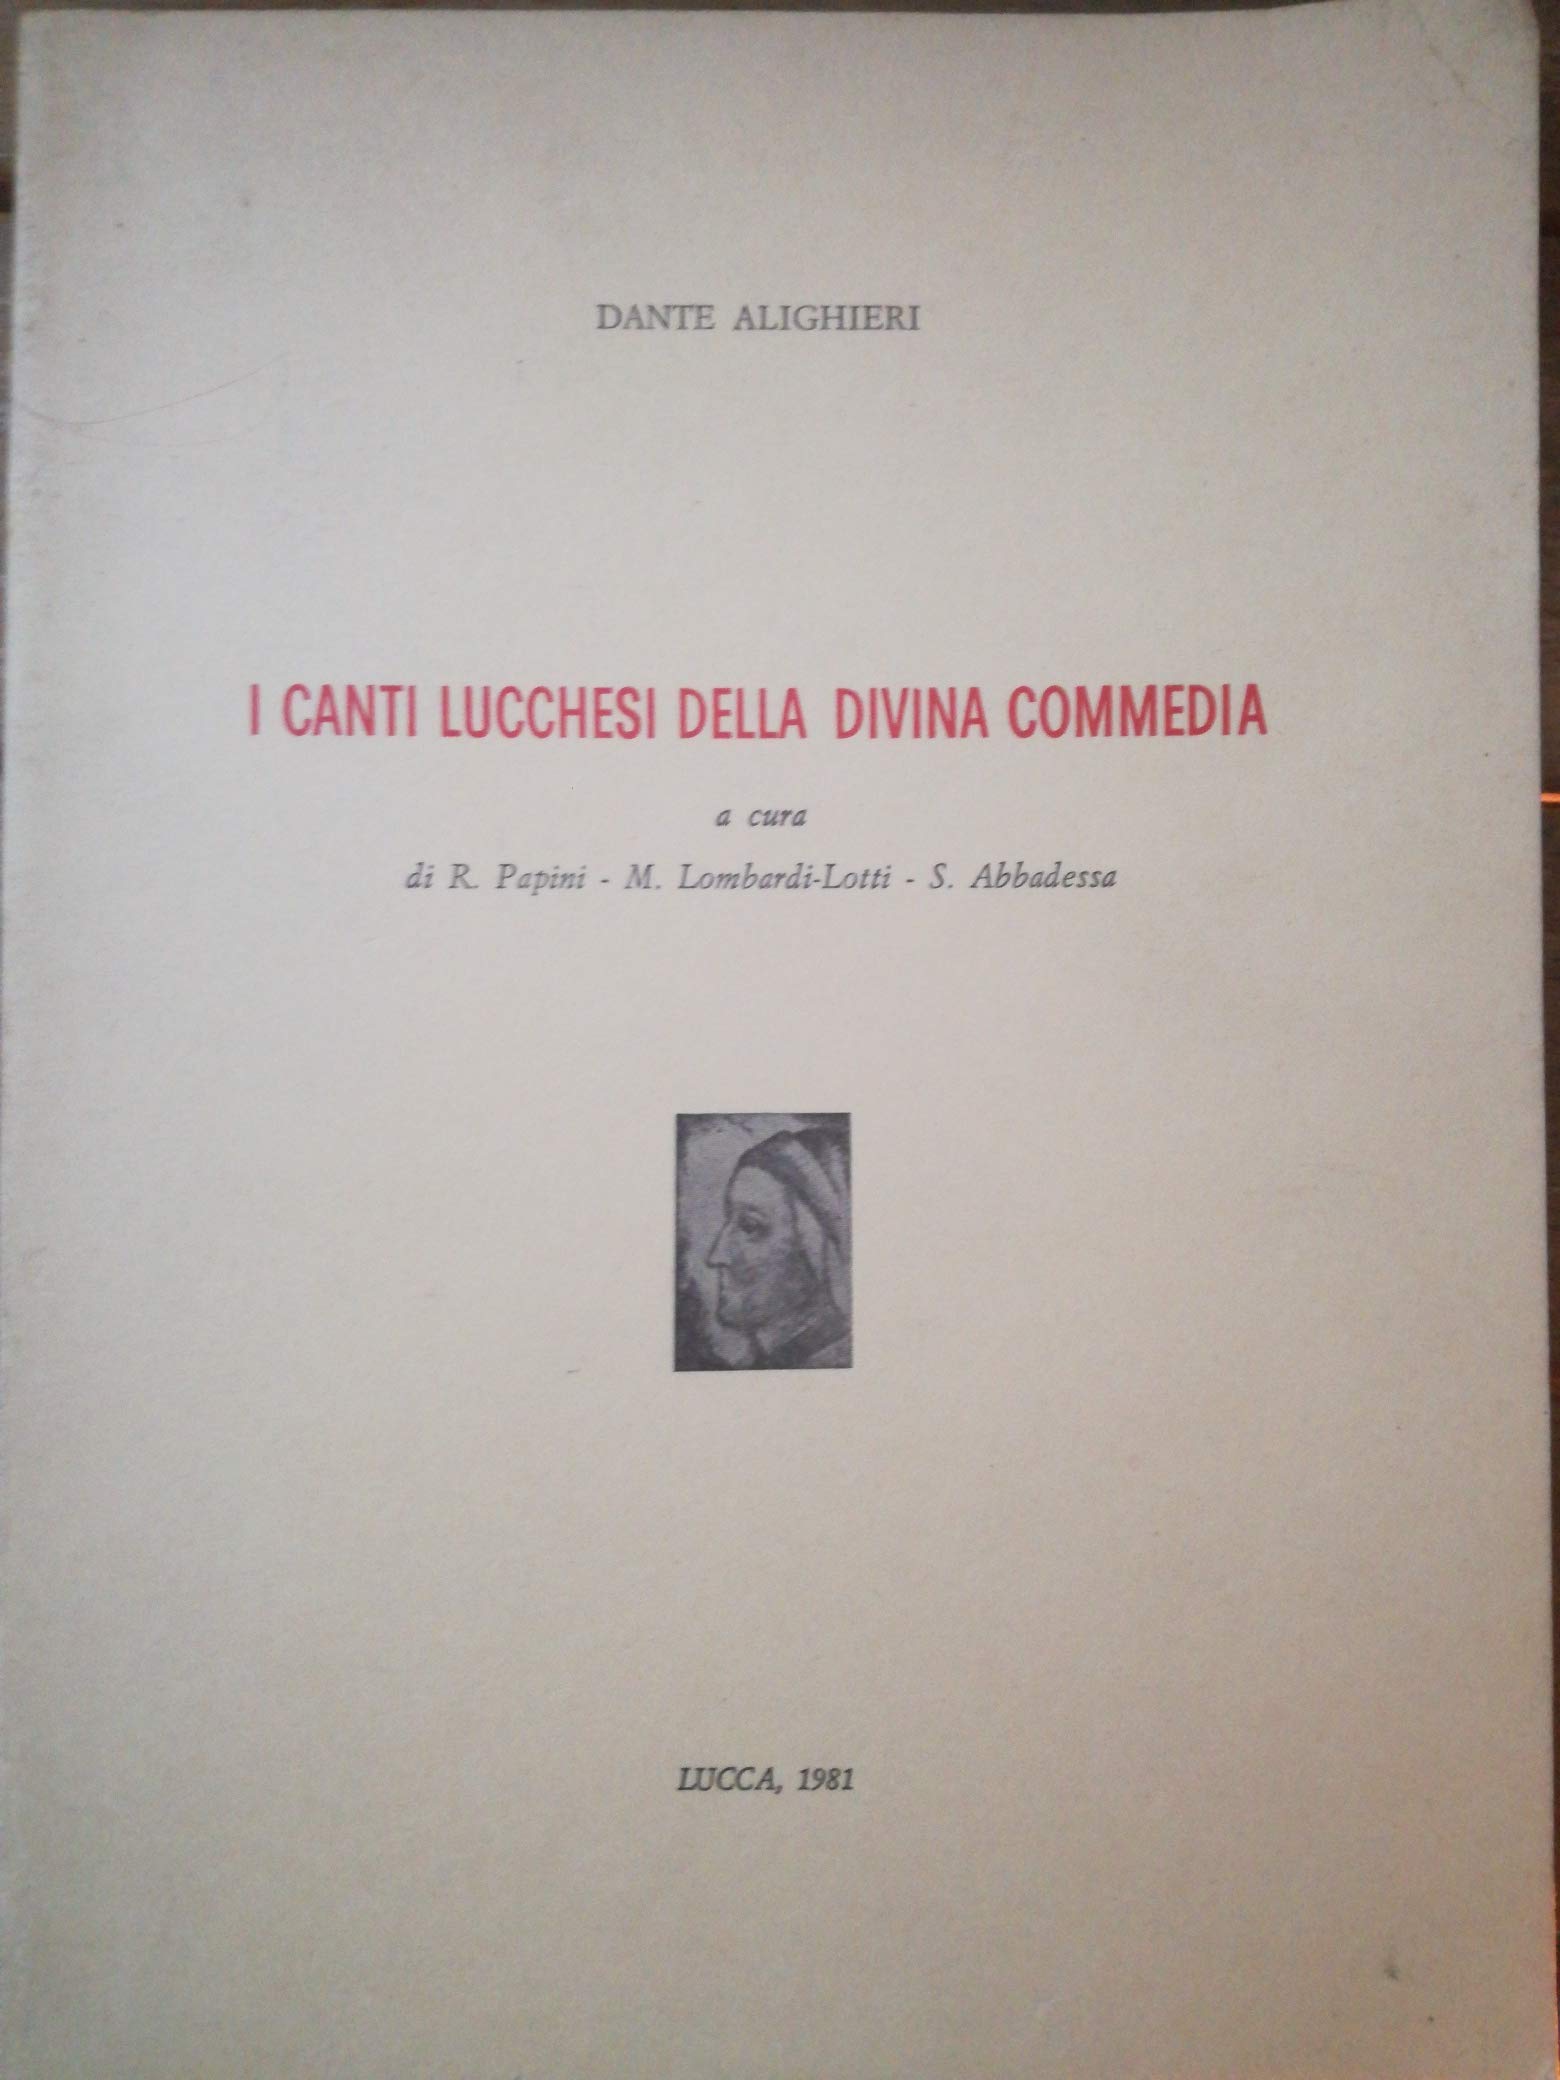 DANTE ALIGHIERI
I CANTI LUCCHESI DELLA DIVINA COMMEDIA
a cura
di R. Papini - M. Lombardi-Lotti - S. Abbadessa
LUCCA, 1981